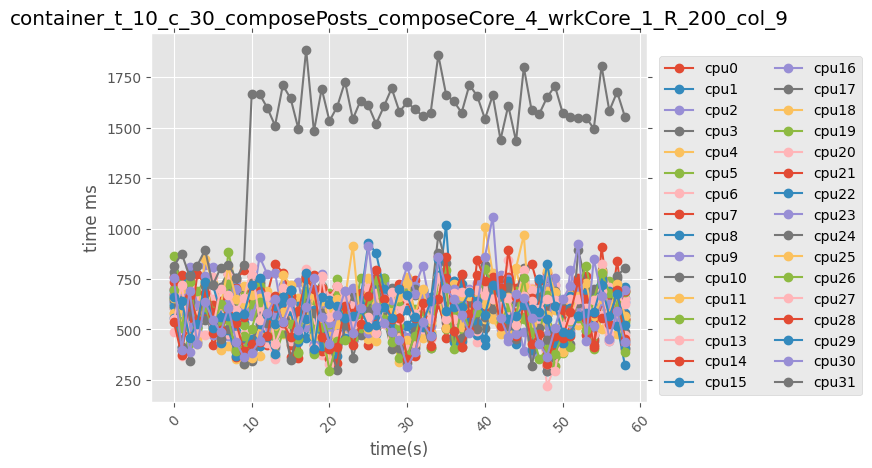 container_t_10_c_30_composePosts_composeCore_4_wrkCore_1_R_200_col_9
time ms
1750
1500
1250
1000
750
500
250
0
10
20
30
40
50
60
time(s)
cpu0
cpu1
cpu2
cpu3
cpu4
cpu5
cpu6
cpu7
cpu8
cpu9
cpu10
cpu11
cpu12
cpu13
cpu14
cpu15
cpu16
cpu17
cpu18
cpu19
cpu20
cpu21
cpu22
cpu23
cpu24
cpu25
cpu26
cpu27
cpu28
cpu29
cpu30
cpu31